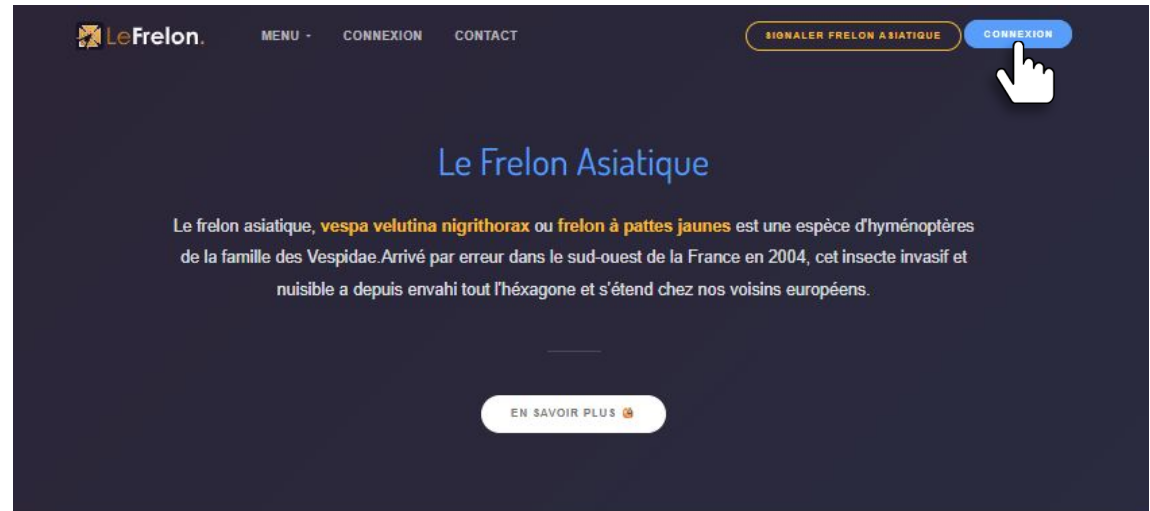 LeFrelon.
MENU - CONNEXION CONTACT
SIGNALER FRELON ASIATIQUE
CONNEXION
Le Frelon Asiatique
Le frelon asiatique, vespa velutina nigrithorax ou frelon à pattes jaunes est une espèce d'hyménoptères
de la famille des Vespidae.Arrivé par erreur dans le sud-ouest de la France en 2004, cet insecte invasif et
nuisible a depuis envahi tout l'héxagone et s'étend chez nos voisins européens.
EN SAVOIR PLUS